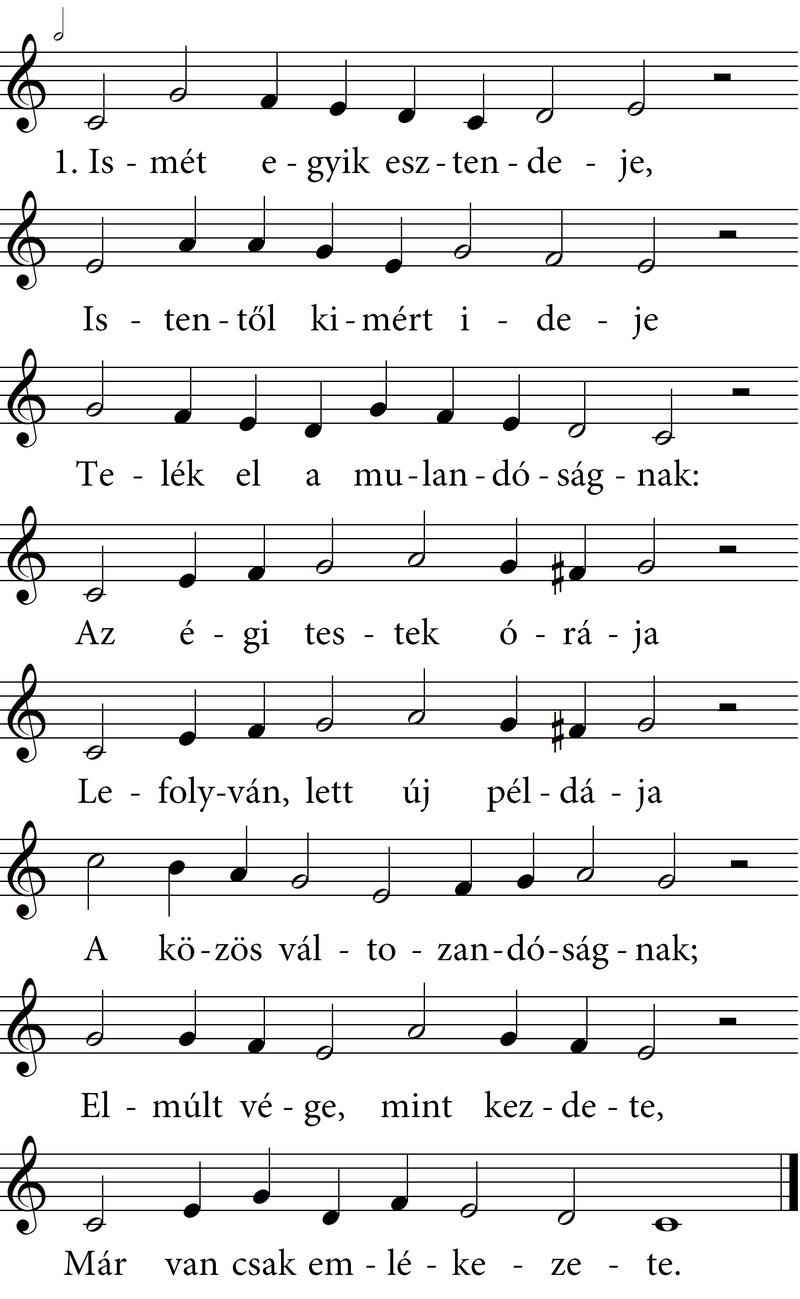 1. Is - mét e - gyik esz - ten - de - je,
Is - ten - től ki - mért i - de - je
Te - lék el a mu - lan - dó - ság - nak:
Az é - gi tes - tek ó - rá - ja
Le - foly - ván, lett új pél - dá - ja
A kö - zös vál - to - zan - dó - ság - nak;
El - múlt vé - ge, mint kez - de - te,
Már van csak em - lé - ke - ze - te.